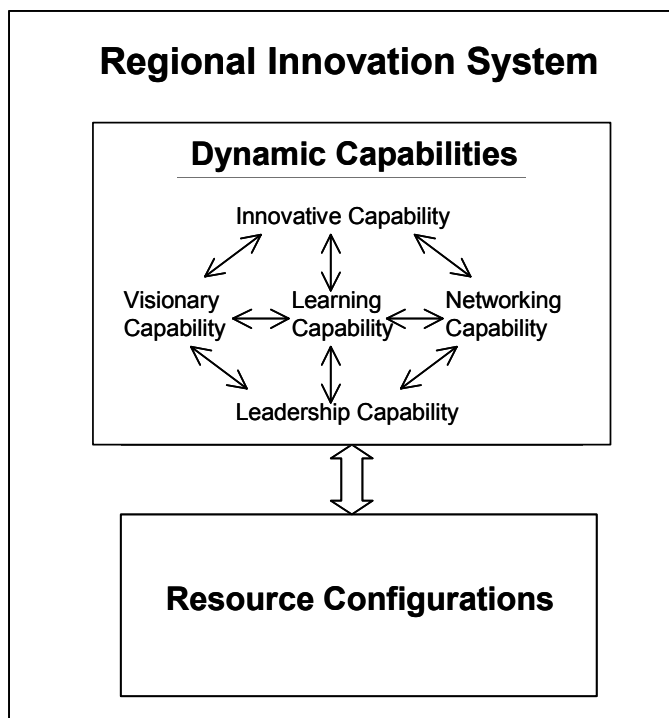 Regional Innovation System
Dynamic Capabilities
Innovative Capability
Visionary
Capability
Learning
Capability
Networking
Capability
Leadership Capability
Resource Configurations